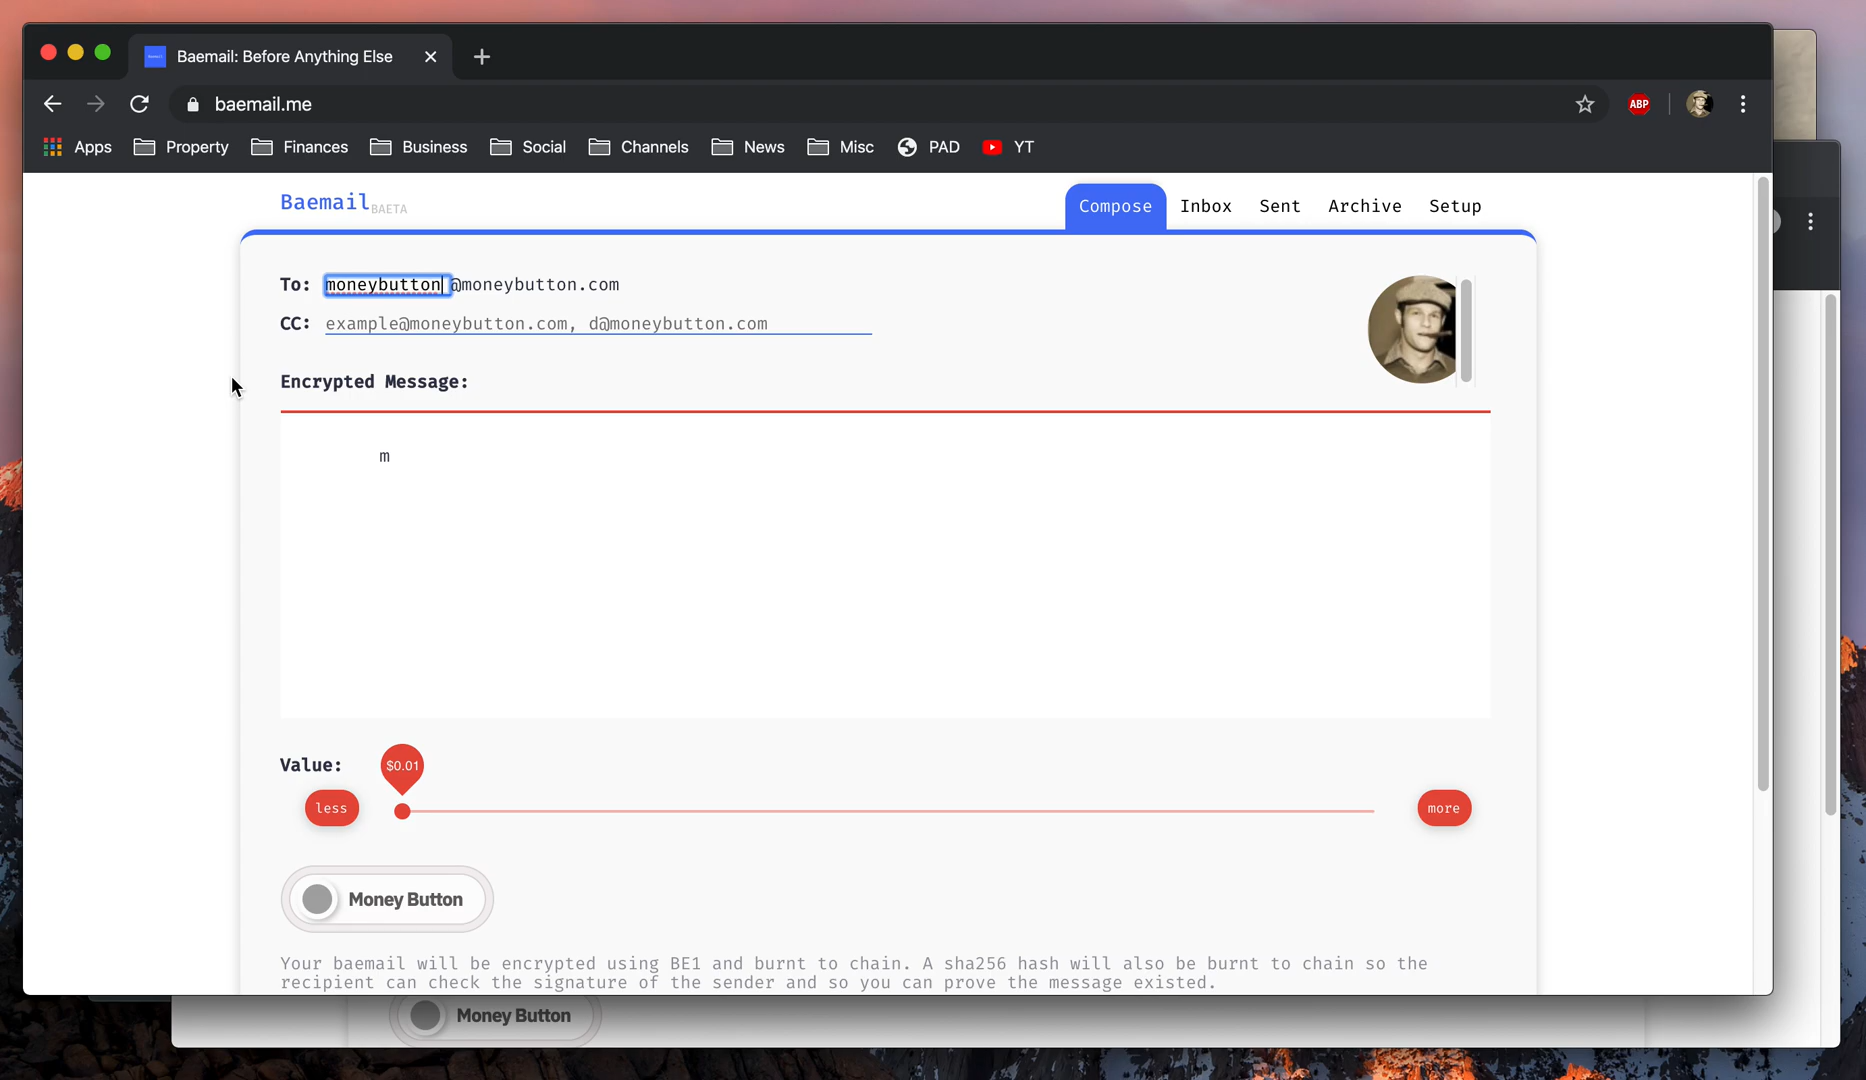 Baemail: Before Anything Else
baemail.me
ABP
Apps Property Finances Business Social Channels News Misc PAD YT
Baemail BAETA
Compose Inbox Sent Archive Setup
To: moneybutton @moneybutton.com
CC: example@moneybutton.com, d@moneybutton.com
Encrypted Message:
m
Value: $0.01
less more
Money Button
Your baemail will be encrypted using BE1 and burnt to chain. A sha256 hash will also be burnt to chain so the
recipient can check the signature of the sender and so you can prove the message existed.
Money Button